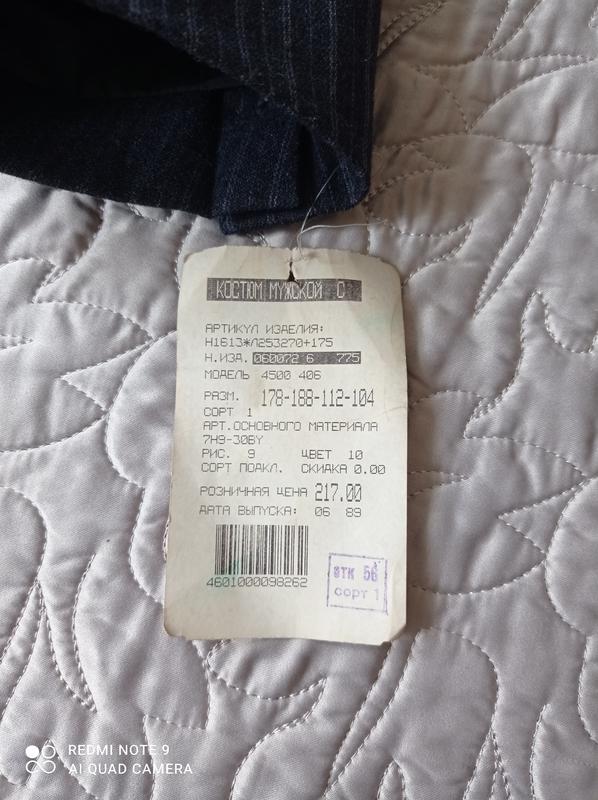 КОСТЮМ МУЖСКОЙ С
АРТИКУЛ ИЗДЕЛИЯ:
Н1613*Л253270+175
Н.ИЗД. 060072 6 775
МОДЕЛЬ 4500 406
РАЗМ. 178-188-112-104
СОРТ 1
АРТ.ОСНОВНОГО МАТЕРИАЛА
7Н9-30БУ
РИС. 9 ЦВЕТ 10
СОРТ ПОДКЛ. СКИДКА 0.00
РОЗНИЧНАЯ ЦЕНА 217.00
ДАТА ВЫПУСКА: 06 89
4601000098262
ОТК 56
сорт 1
REDMI NOTE 9
AI QUAD CAMERA